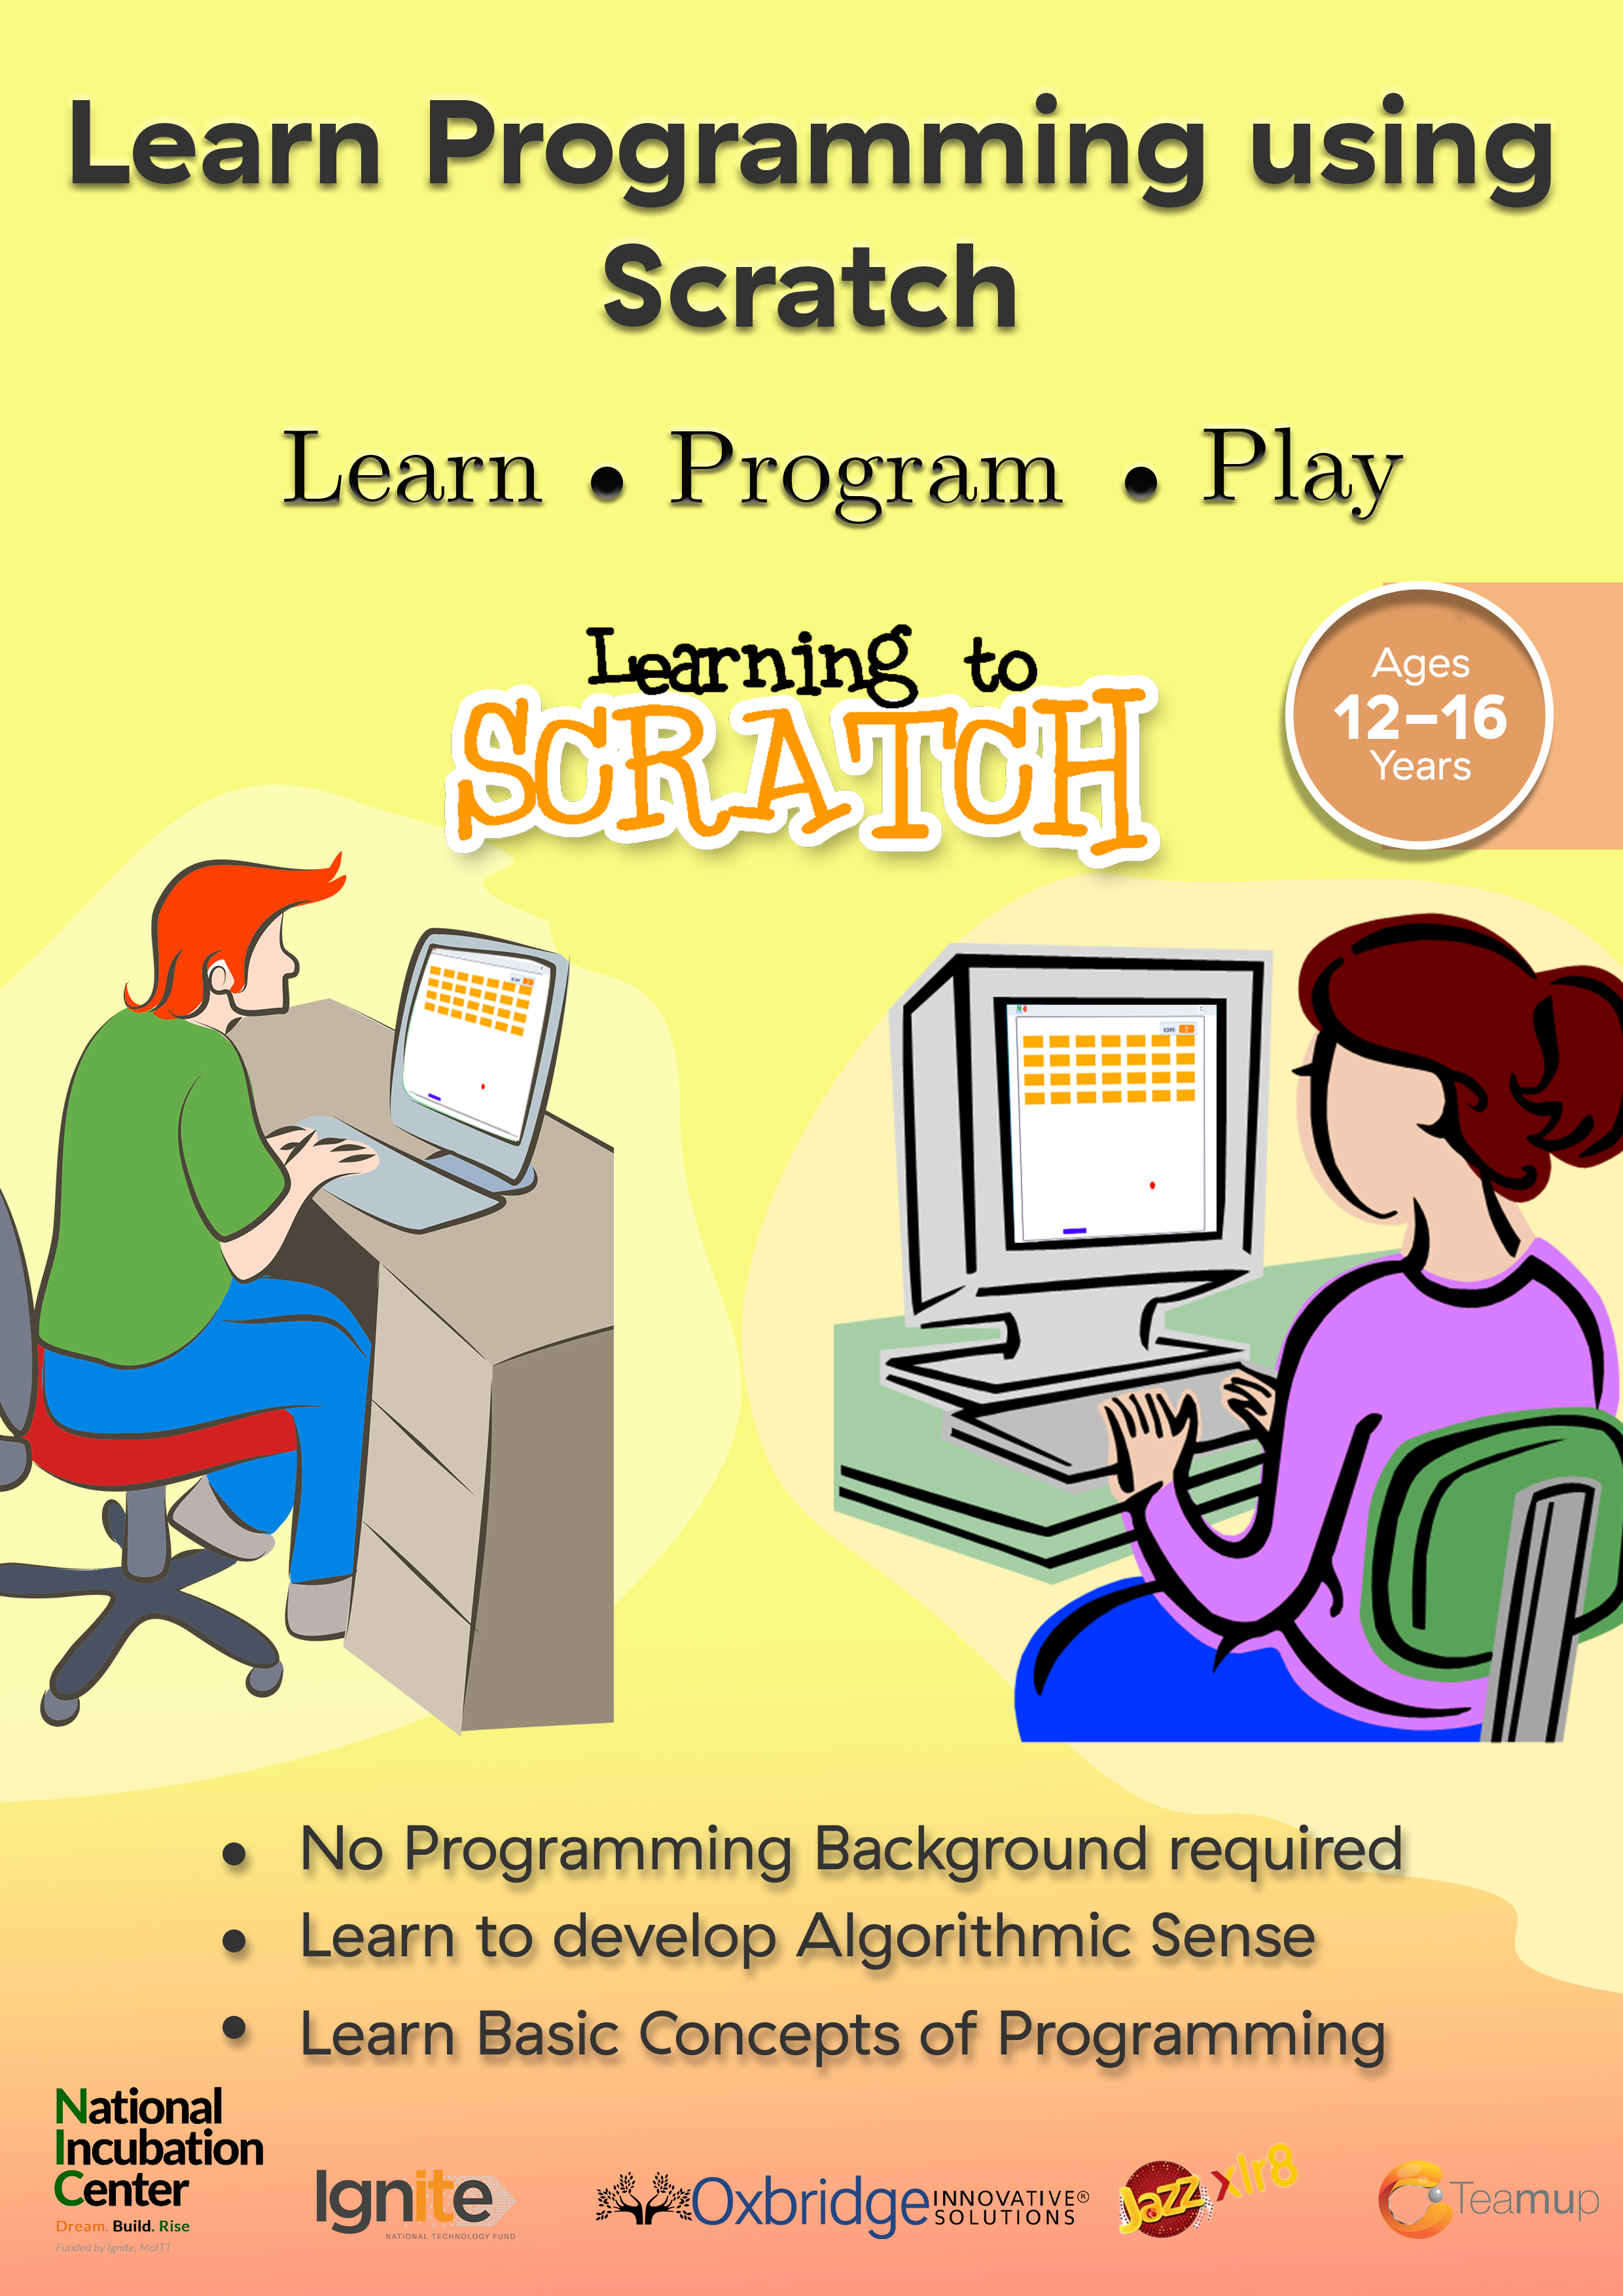 Learn Programming using
Scratch
Learn • Program • Play
Learning to
SCRATCH
Ages
12–16
Years
• No Programming Background required
• Learn to develop Algorithmic Sense
• Learn Basic Concepts of Programming
National
Incubation
Center
Dream. Build. Rise
Funded by Ignite, MoITT
Ignite
NATIONAL TECHNOLOGY FUND
Oxbridge INNOVATIVE®
SOLUTIONS
Jazz xlr8
Teamup